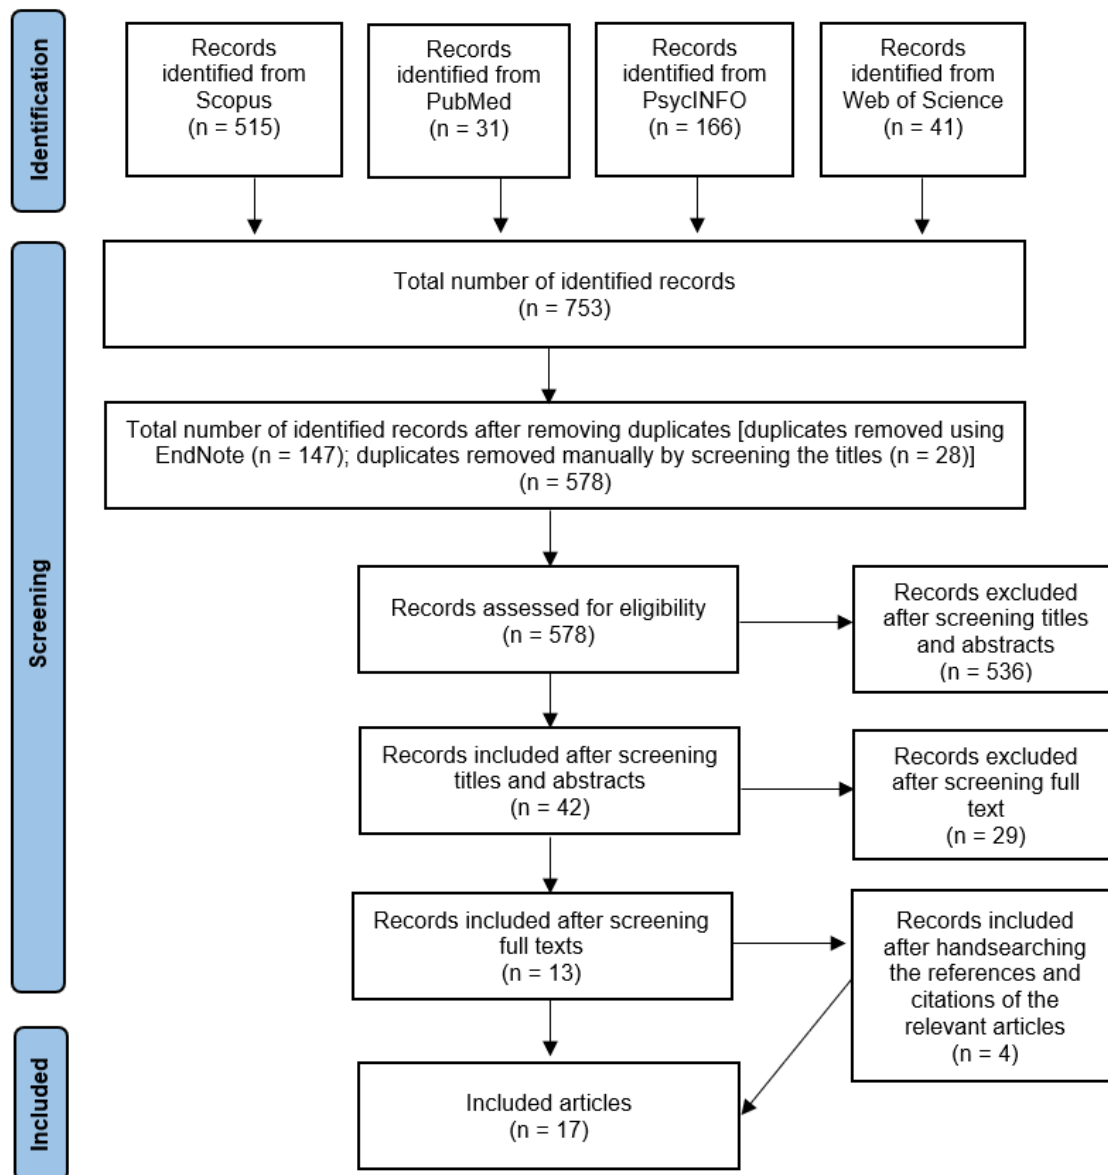 Identification
Records
identified from
Scopus
(n = 515)
Records
identified from
PubMed
(n = 31)
Records
identified from
PsycINFO
(n = 166)
Records
identified from
Web of Science
(n = 41)
Screening
Total number of identified records
(n = 753)
Total number of identified records after removing duplicates [duplicates removed using
EndNote (n = 147); duplicates removed manually by screening the titles (n = 28)]
(n = 578)
Records assessed for eligibility
(n = 578)
Records excluded
after screening titles
and abstracts
(n = 536)
Records included after screening
titles and abstracts
(n = 42)
Records excluded
after screening full
text
(n = 29)
Records included after screening
full texts
(n = 13)
Records included
after handsearching
the references and
citations of the
relevant articles
(n = 4)
Included
Included articles
(n = 17)